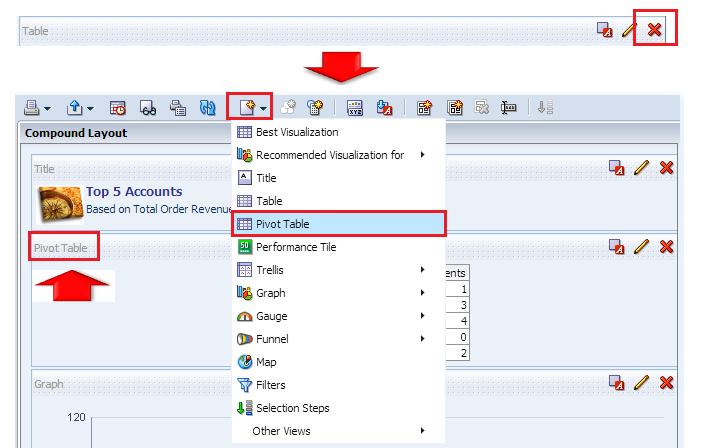 Table
Compound Layout
Title
Top 5 Accounts
Based on Total Order Revenue
Pivot Table
ents
1
3
4
0
2
Graph
120
XYZ
Best Visualization
Recommended Visualization for
Title
Table
Pivot Table
50
Performance Tile
Trellis
Graph
Gauge
Funnel
Map
Filters
Selection Steps
Other Views